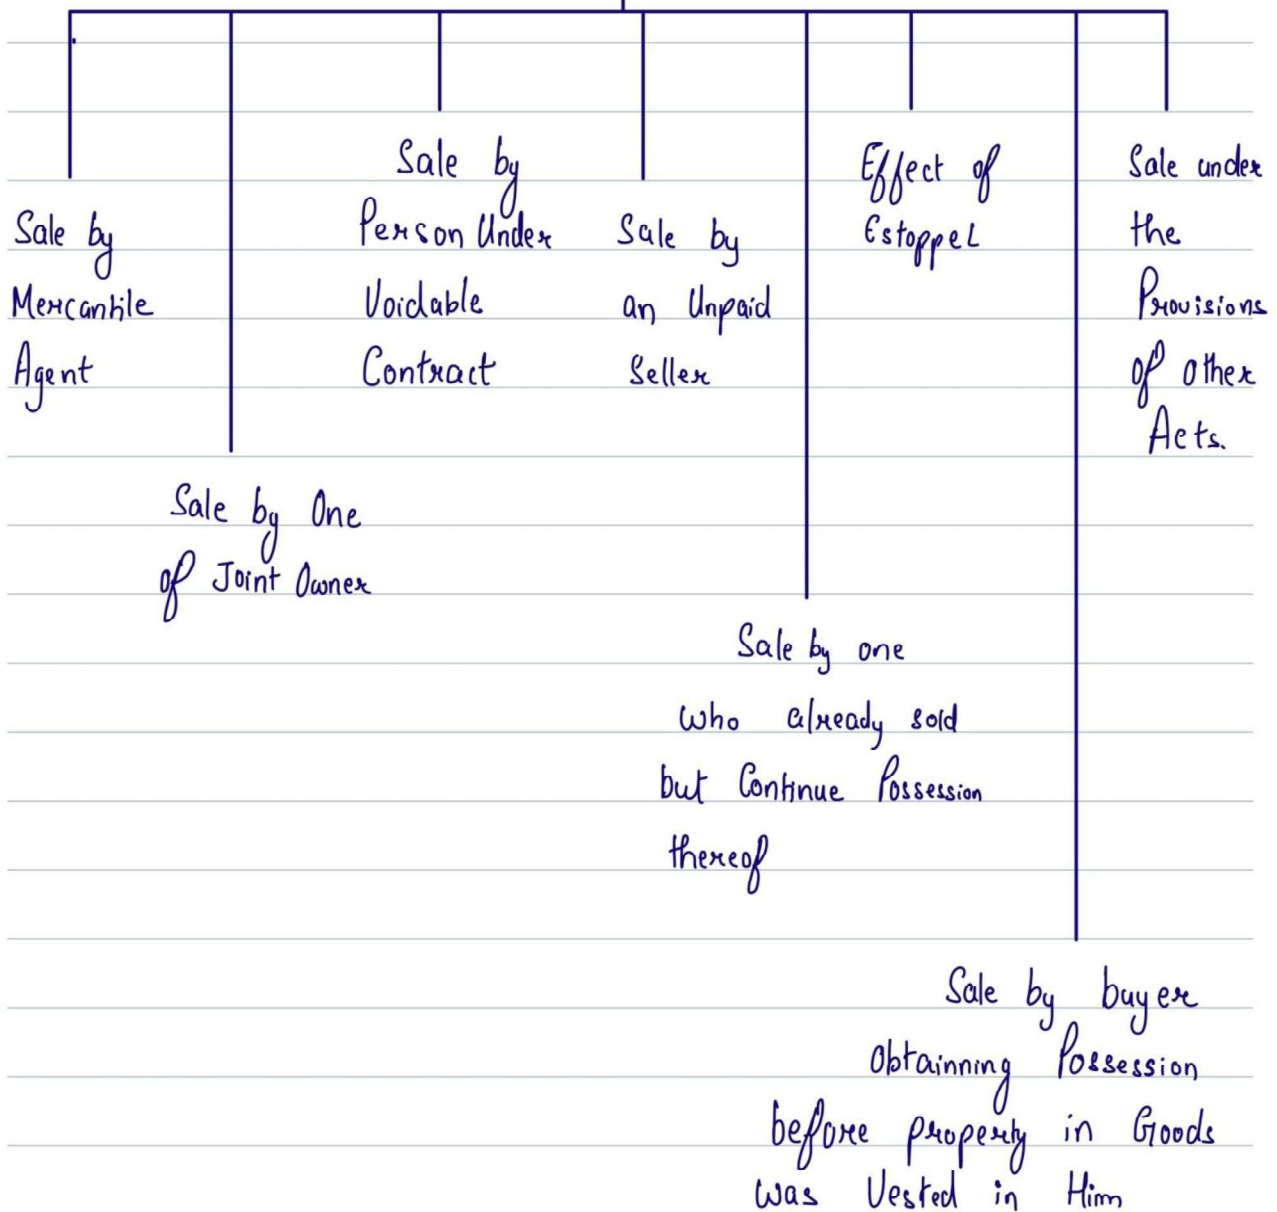 Sale by
Mercantile
Agent
Sale by One
of Joint Owner
Sale by
Person Under
Voidable
Contract
Sale by
an Unpaid
Seller
Sale by one
who already sold
but Continue Possession
thereof
Effect of
Estoppel
Sale by buyer
Obtainning Possession
before property in Goods
was Vested in Him
Sale under
the
Provisions
of other
Acts.